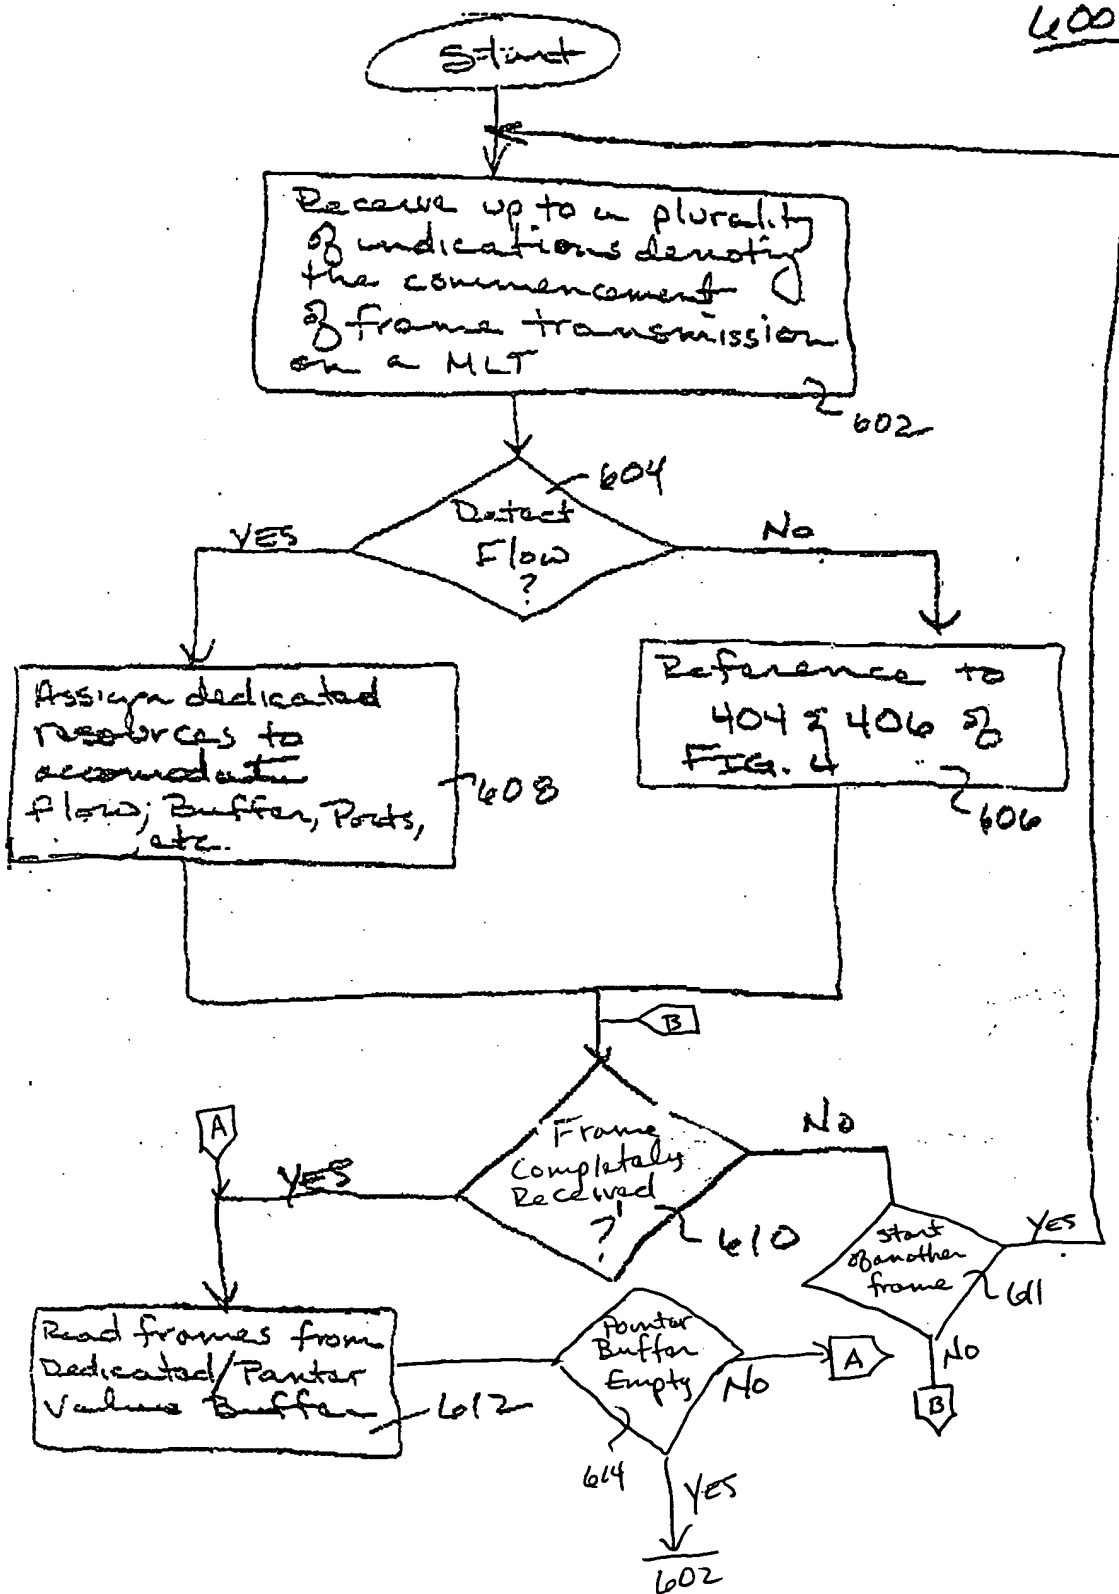 600
Start
Receive up to a plurality
of indications denoting
the commencement
of frame transmission
on a MLT
602
604
Detect
Flow
?
YES
No
Assign dedicated
resources to
accomodate
flow; Buffer, Ports,
etc.
608
Reference to
404 & 406 of
FIG. 4
606
B
A
YES
Frame
Completely
Received
?
610
No
start
of another
frame
611
YES
NO
B
Read frames from
Dedicated/Pointer
Values Buffer
612
Pointer
Buffer
Empty
NO
A
614
YES
602